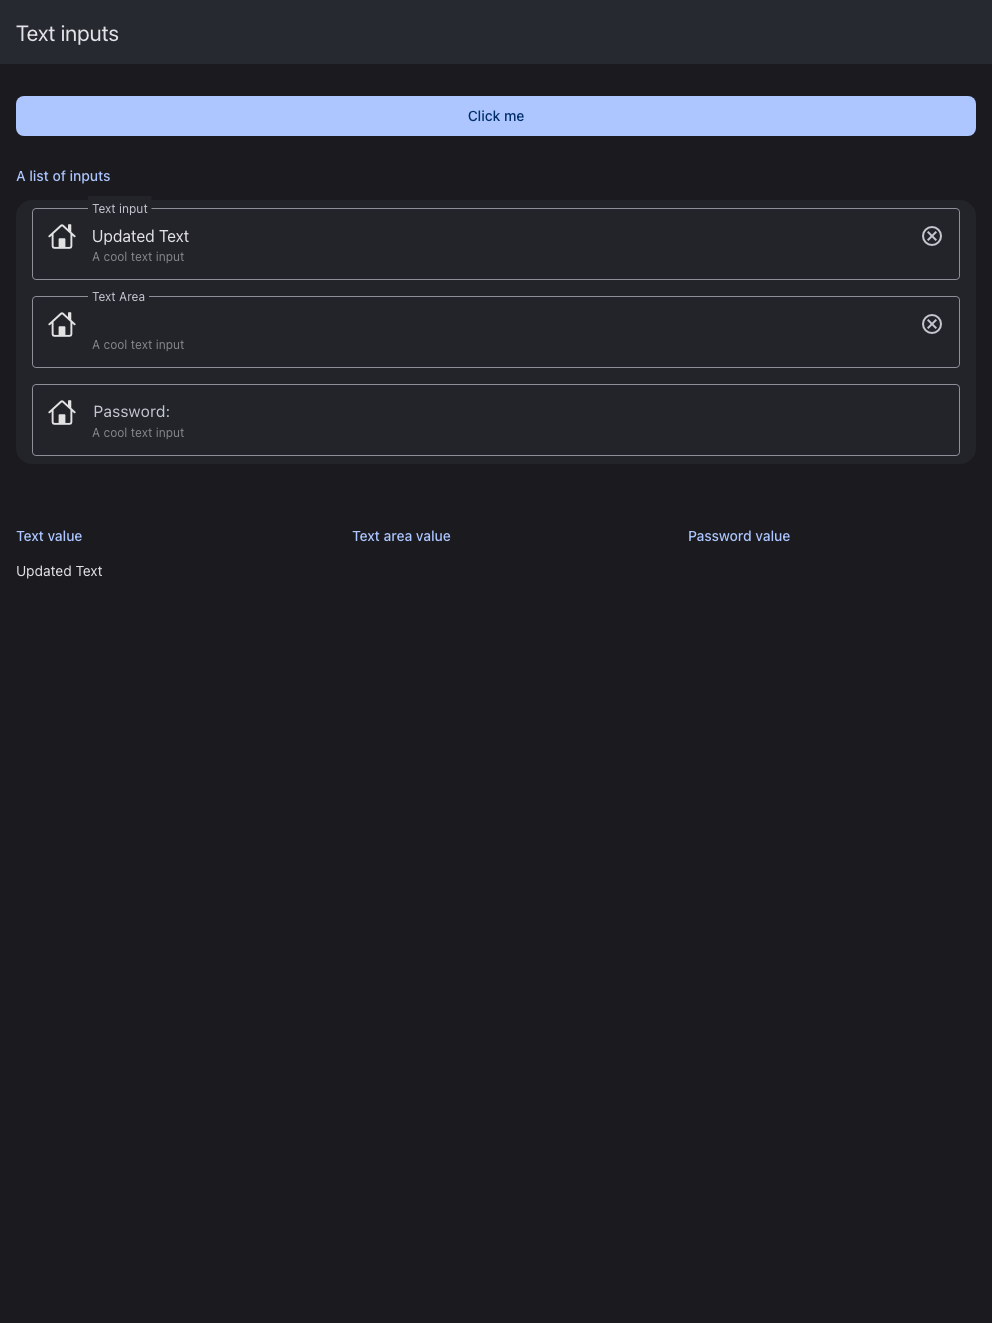 Text inputs
Click me
A list of inputs
Text input
Updated Text
A cool text input
Text Area
A cool text input
Password:
A cool text input
Text value
Text area value
Password value
Updated Text